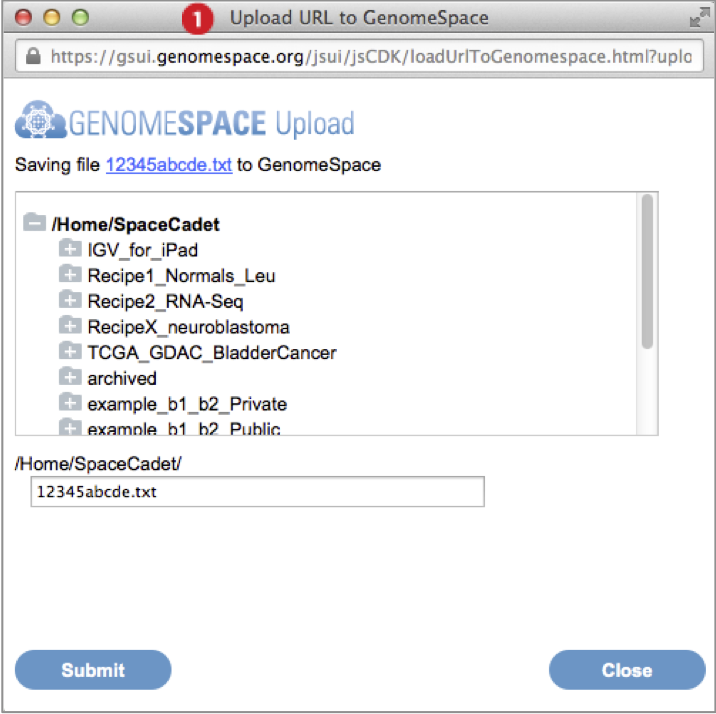 1 Upload URL to GenomeSpace
https://gsui.genomespace.org/jsui/jsCDK/loadUrlToGenomespace.html?uplo
GENOMESPACE Upload
Saving file 12345abcde.txt to GenomeSpace
/Home/SpaceCadet
IGV_for_iPad
Recipe1_Normals_Leu
Recipe2_RNA-Seq
RecipeX_neuroblastoma
TCGA_GDAC_BladderCancer
archived
example_b1_b2_Private
example_b1_b2_Public
/Home/SpaceCadet/
12345abcde.txt
Submit Close